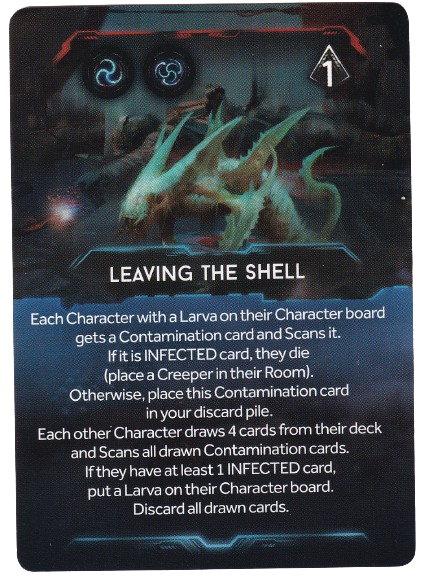 1
LEAVING THE SHELL
Each Character with a Larva on their Character board
gets a Contamination card and Scans it.
If it is INFECTED card, they die
(place a Creeper in their Room).
Otherwise, place this Contamination card
in your discard pile.
Each other Character draws 4 cards from their deck
and Scans all drawn Contamination cards.
If they have at least 1 INFECTED card,
put a Larva on their Character board.
Discard all drawn cards.